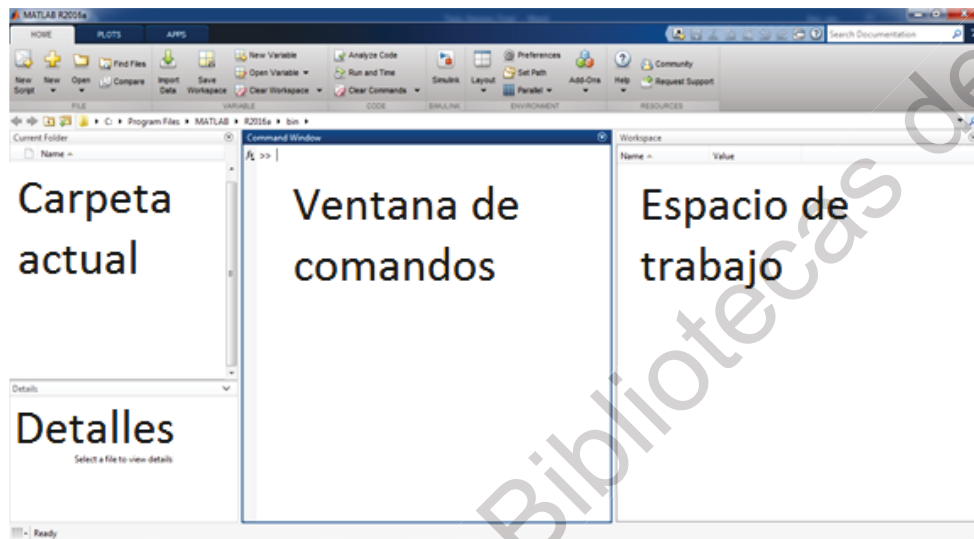 MATLAB R2016a
HOME PLOTS APPS
Search Documentation
New Script
New
Open
Find Files
Compare
Import Data
Save Workspace
New Variable
Open Variable
Clear Workspace
Analyze Code
Run and Time
Clear Commands
Simulink
Layout
Preferences
Set Path
Parallel
Add-Ons
Help
Community
Request Support
FILE VARIABLE CODE SIMULINK ENVIRONMENT RESOURCES
C: Program Files MATLAB R2016a bin
Current Folder
Name
Carpeta
actual
Details
Detalles
Select a file to view details
Command Window
fx >>
Ventana de
comandos
Workspace
Name Value
Espacio de
trabajo
Ready
Bibliotecas de